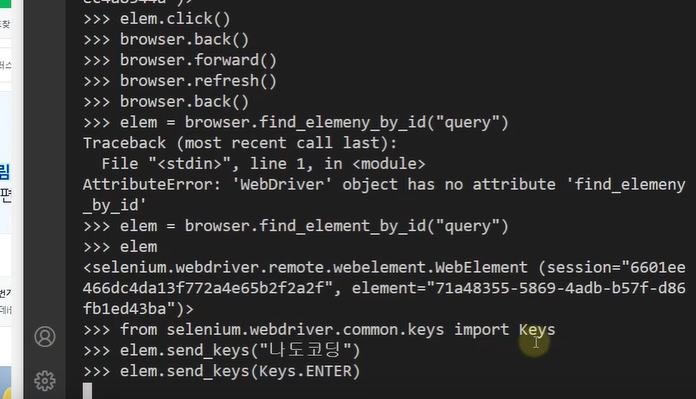 >>> elem.click()
>>> browser.back()
>>> browser.forward()
>>> browser.refresh()
>>> browser.back()
>>> elem = browser.find_elemeny_by_id("query")
Traceback (most recent call last):
  File "<stdin>", line 1, in <module>
AttributeError: 'WebDriver' object has no attribute 'find_elemeny
_by_id'
>>> elem = browser.find_element_by_id("query")
>>> elem
<selenium.webdriver.remote.webelement.WebElement (session="6601ee
466dc4da13f772a4e65b2f2a2f", element="71a48355-5869-4adb-b57f-d86
fb1ed43ba")>
>>> from selenium.webdriver.common.keys import Keys
>>> elem.send_keys("나도코딩")
>>> elem.send_keys(Keys.ENTER)